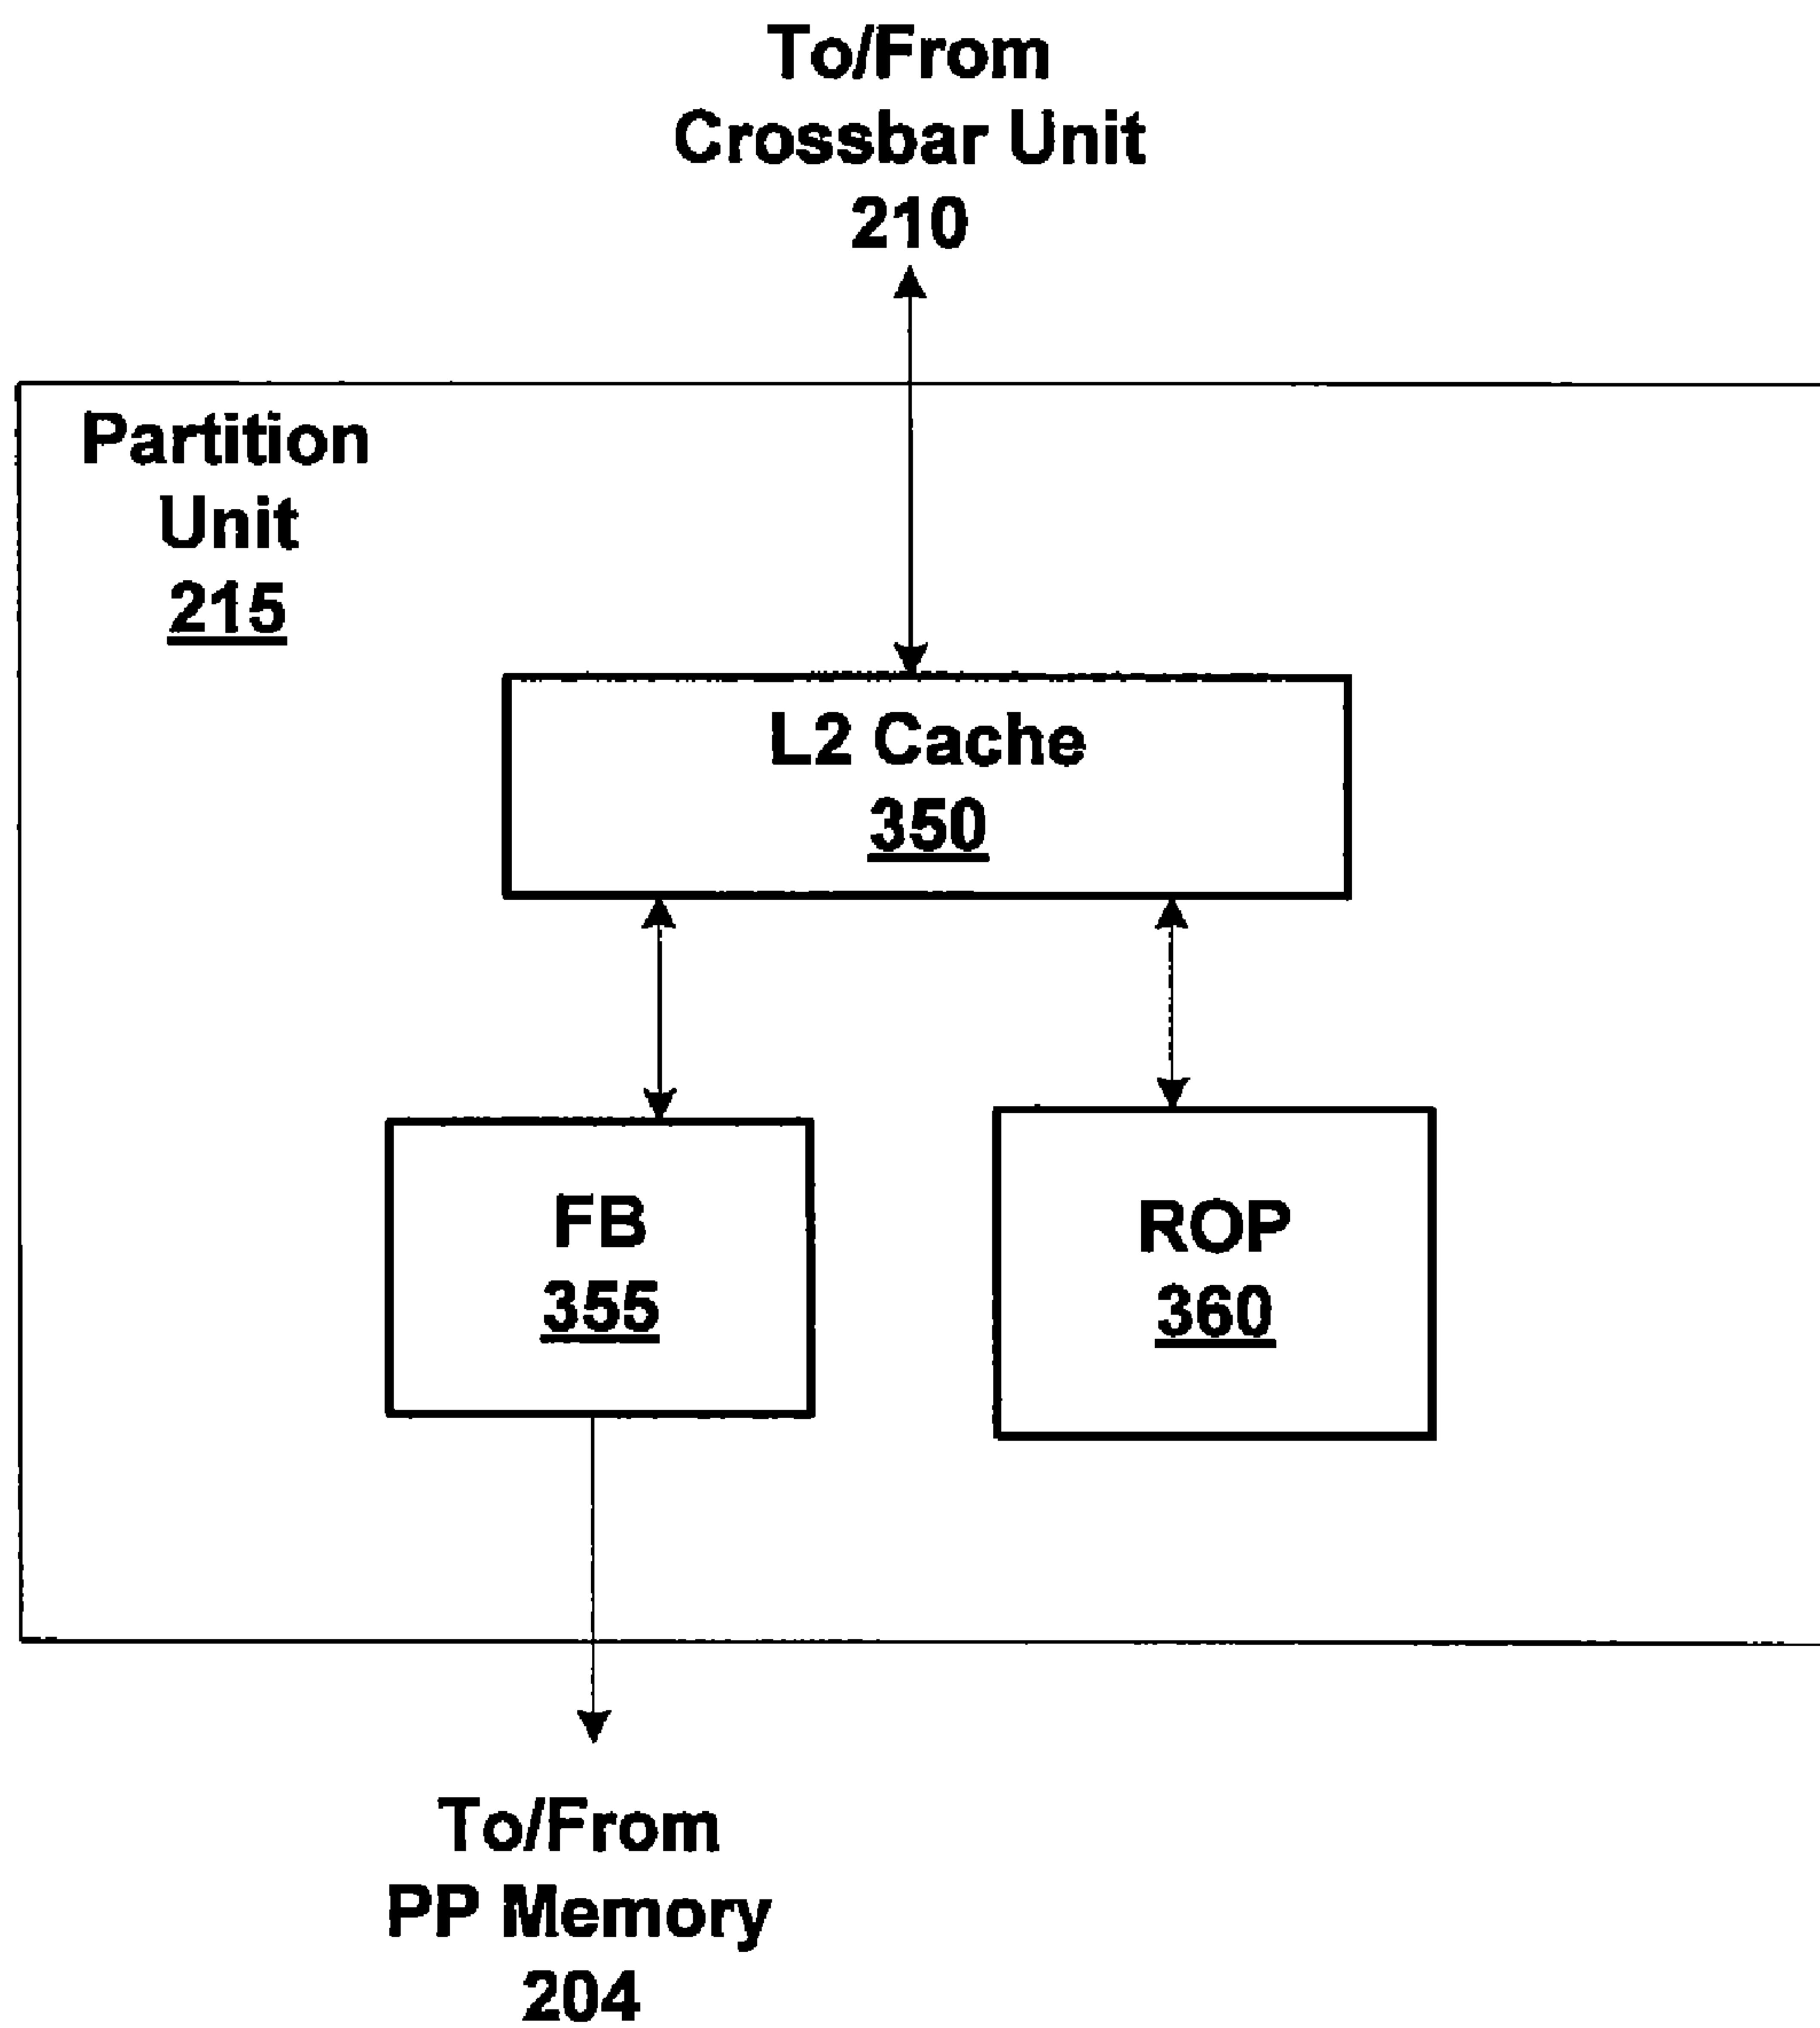 To/From
Crossbar Unit
210
Partition
Unit
215
L2 Cache
350
FB
355
ROP
360
To/From
PP Memory
204